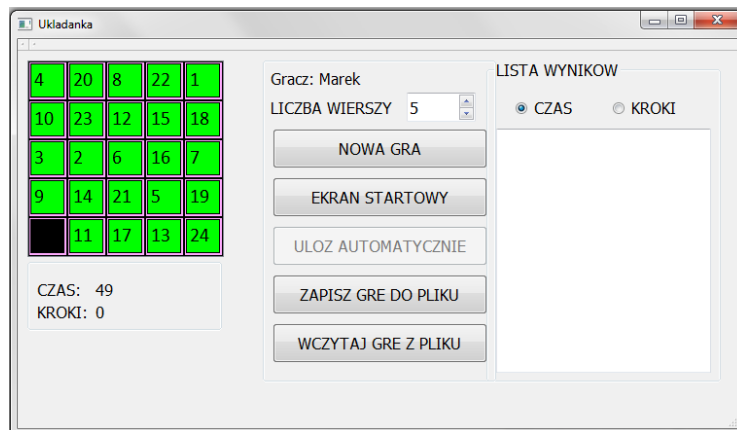 Ukladanka
4 20 8 22 1
10 23 12 15 18
3 2 6 16 7
9 14 21 5 19
11 17 13 24
CZAS: 49
KROKI: 0
Gracz: Marek
LICZBA WIERSZY 5
NOWA GRA
EKRAN STARTOWY
ULOZ AUTOMATYCZNIE
ZAPISZ GRE DO PLIKU
WCZYTAJ GRE Z PLIKU
LISTA WYNIKOW
CZAS KROKI